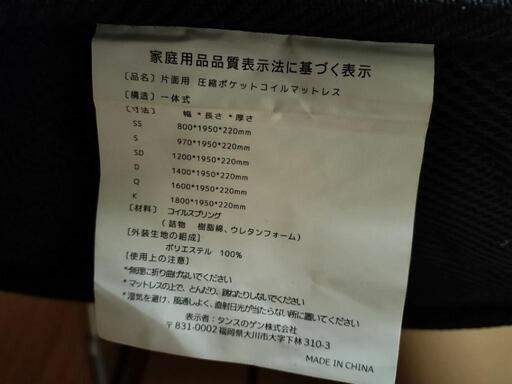 家庭用品品質表示法に基づく表示
〔品名〕片面用 圧縮ポケットコイルマットレス
〔構造〕一体式
〔寸法〕 幅 *長さ *厚さ
SS 800*1950*220mm
S 970*1950*220mm
SD 1200*1950*220mm
D 1400*1950*220mm
Q 1600*1950*220mm
K 1800*1950*220mm
〔材料〕 コイルスプリング
（詰物 樹脂綿、ウレタンフォーム）
〔外装生地の組成〕
ポリエステル 100%
〔使用上の注意〕
*無理に折り曲げないでください
*マットレスの上で、とんだり、跳ねたりしないでください
*湿気を避け、風通しよく、直射日光が当たらない所に置いてください
表示者：タンスのゲン株式会社
〒831-0002 福岡県大川市大字下林 310-3
MADE IN CHINA